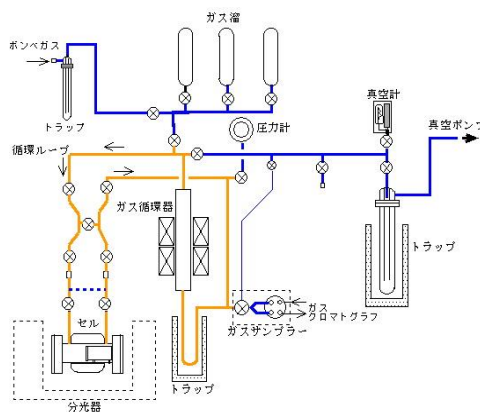 ガス溜
ボンベガス
トラップ
圧力計
真空計
真空ポンプ
循環ループ
ガス循環器
トラップ
ガス
クロマトグラフ
ガスサンプラー
セル
トラップ
分光器